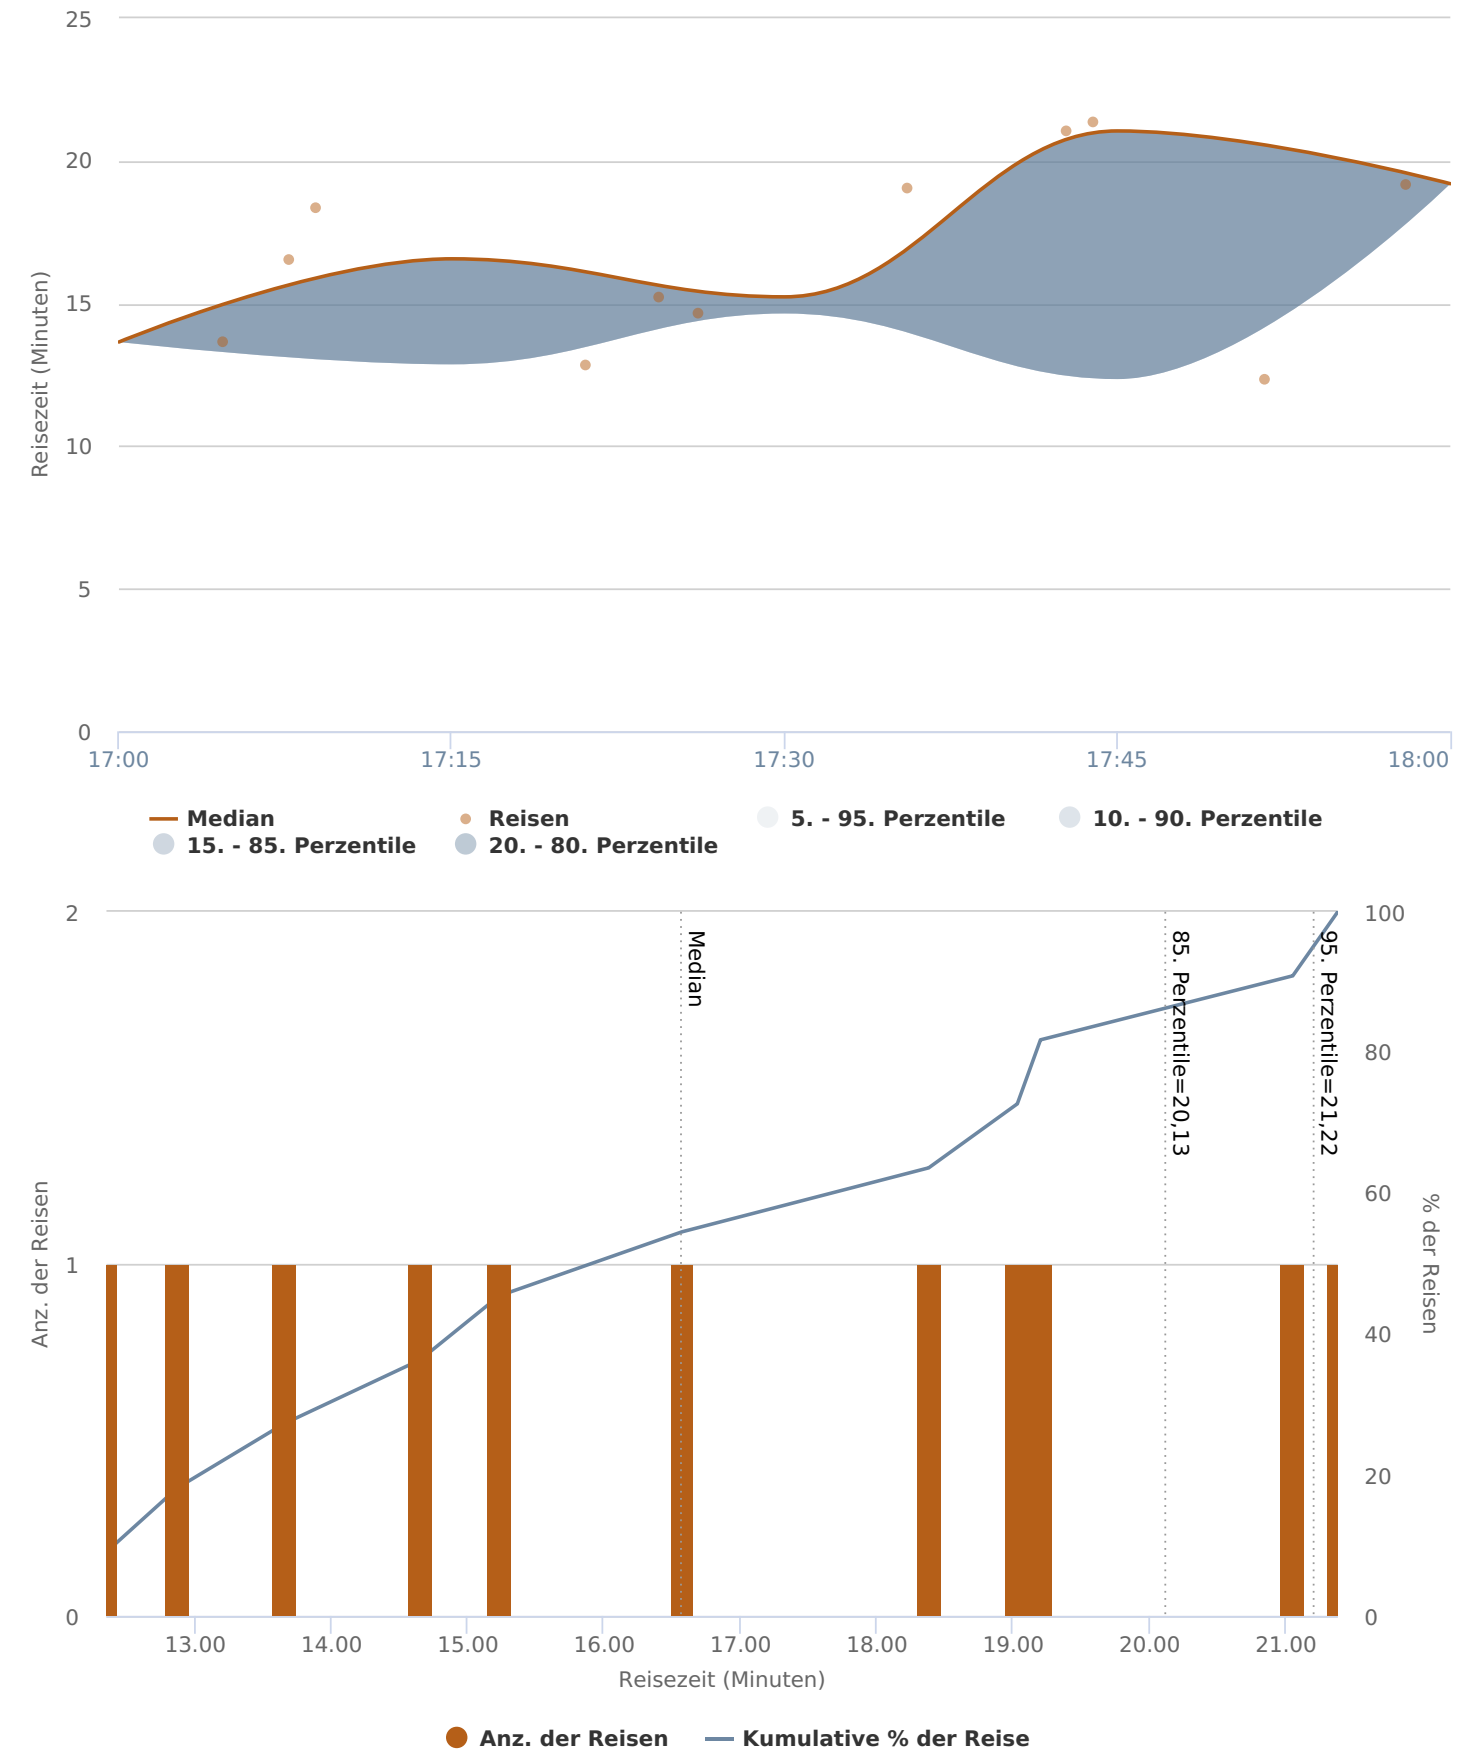 25
20
15
10
5
0
Reisezeit (Minuten)
17:00 17:15 17:30 17:45 18:00
Median Reisen 5. - 95. Perzentile 10. - 90. Perzentile
15. - 85. Perzentile 20. - 80. Perzentile
2
1
0
Anz. der Reisen
Median
85. Perzentile=20,13
95. Perzentile=21,22
100
80
60
40
20
0
% der Reisen
13.00 14.00 15.00 16.00 17.00 18.00 19.00 20.00 21.00
Reisezeit (Minuten)
Anz. der Reisen Kumulative % der Reise